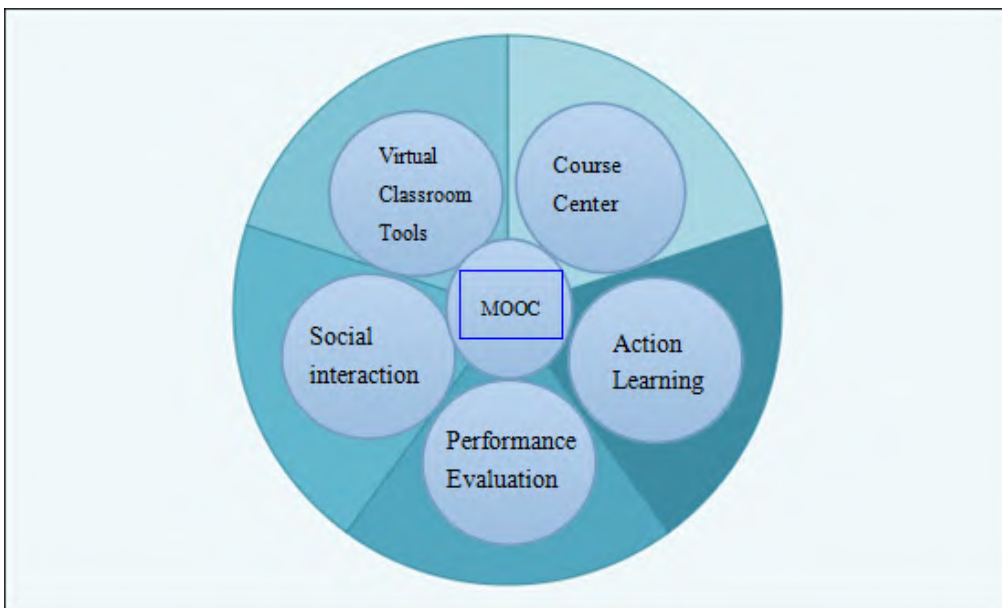 Virtual
Classroom
Tools
Course
Center
MOOC
Social
interaction
Action
Learning
Performance
Evaluation